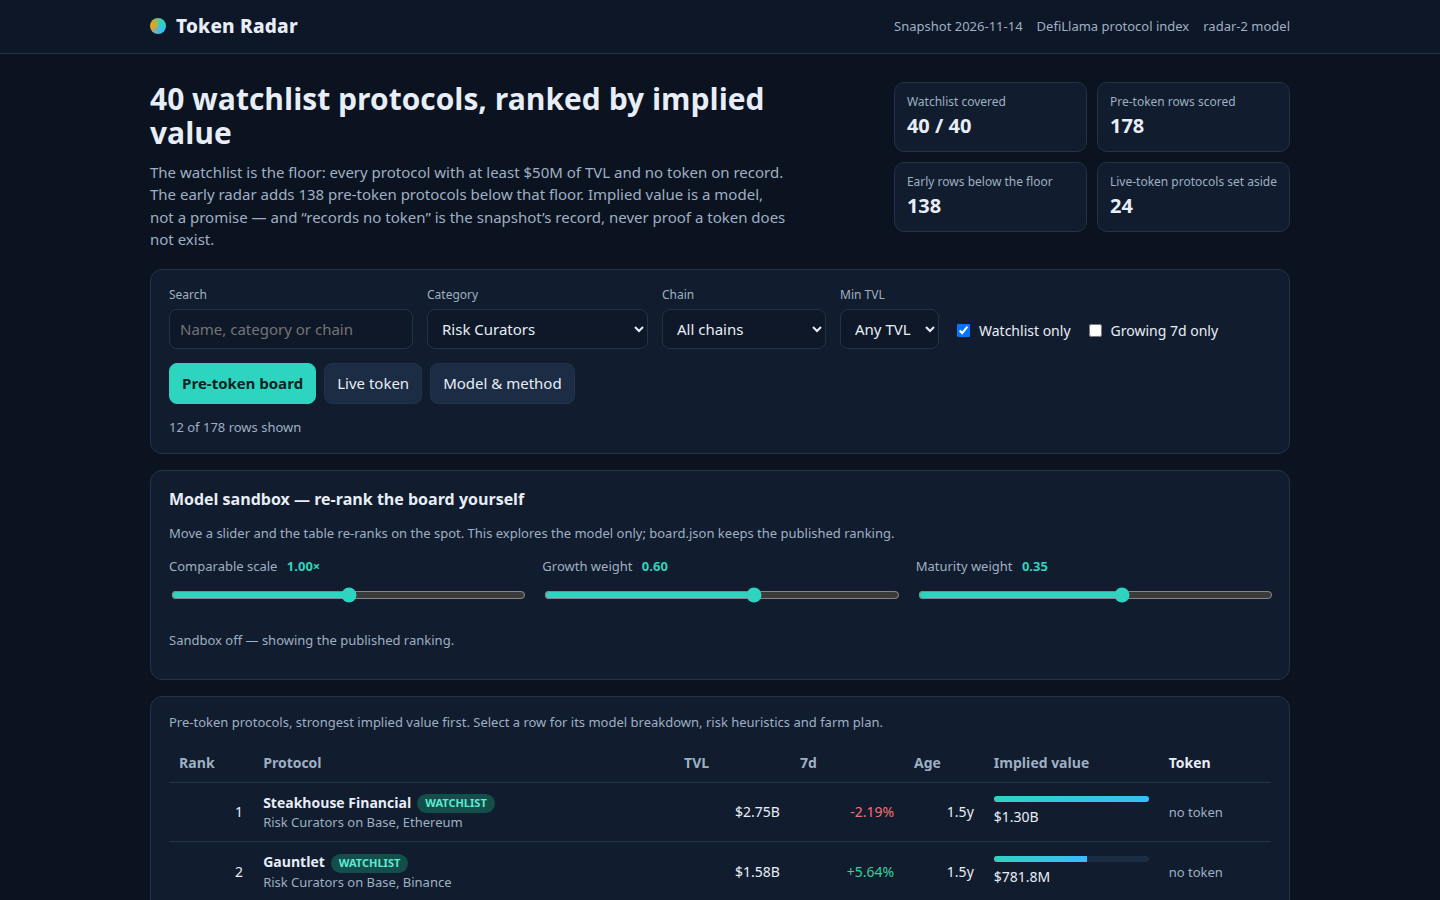 Token Radar
Snapshot 2026-11-14 DefiLlama protocol index radar-2 model
40 watchlist protocols, ranked by implied
value
The watchlist is the floor: every protocol with at least $50M of TVL and no token on record.
The early radar adds 138 pre-token protocols below that floor. Implied value is a model,
not a promise — and “records no token” is the snapshot’s record, never proof a token does
not exist.
Watchlist covered
40 / 40
Pre-token rows scored
178
Early rows below the floor
138
Live-token protocols set aside
24
Search Category Chain Min TVL
Name, category or chain Risk Curators All chains Any TVL Watchlist only Growing 7d only
Pre-token board Live token Model & method
12 of 178 rows shown
Model sandbox — re-rank the board yourself
Move a slider and the table re-ranks on the spot. This explores the model only; board.json keeps the published ranking.
Comparable scale 1.00× Growth weight 0.60 Maturity weight 0.35
Sandbox off — showing the published ranking.
Pre-token protocols, strongest implied value first. Select a row for its model breakdown, risk heuristics and farm plan.
Rank Protocol TVL 7d Age Implied value Token
1 Steakhouse Financial WATCHLIST $2.75B -2.19% 1.5y $1.30B no token
Risk Curators on Base, Ethereum
2 Gauntlet WATCHLIST $1.58B +5.64% 1.5y $781.8M no token
Risk Curators on Base, Binance